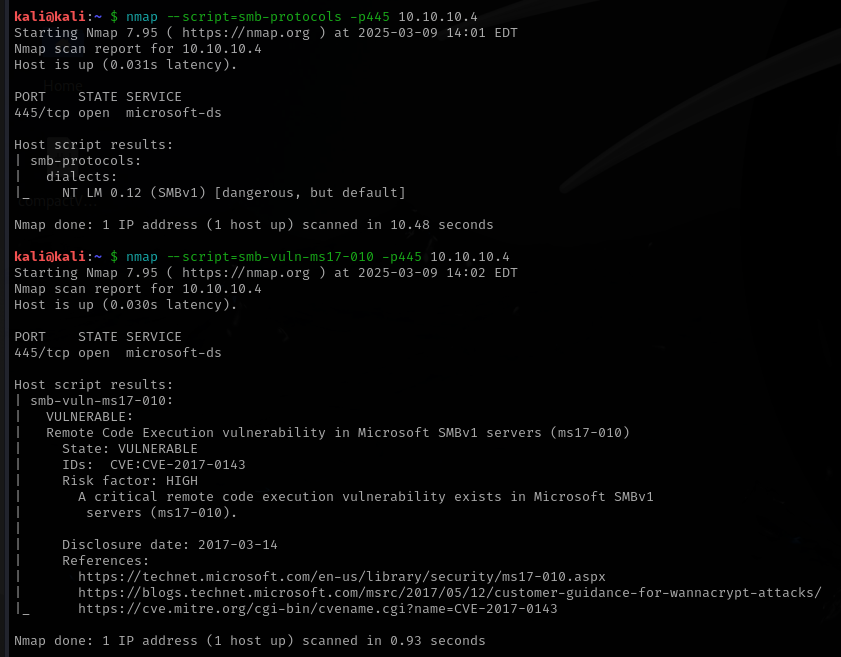 kali@kali:~ $ nmap --script=smb-protocols -p445 10.10.10.4
Starting Nmap 7.95 ( https://nmap.org ) at 2025-03-09 14:01 EDT
Nmap scan report for 10.10.10.4
Host is up (0.031s latency).
Home
PORT    STATE SERVICE
445/tcp open  microsoft-ds

Host script results:
| smb-protocols:
|   dialects:
|_    NT LM 0.12 (SMBv1) [dangerous, but default]

Nmap done: 1 IP address (1 host up) scanned in 10.48 seconds

kali@kali:~ $ nmap --script=smb-vuln-ms17-010 -p445 10.10.10.4
Starting Nmap 7.95 ( https://nmap.org ) at 2025-03-09 14:02 EDT
Nmap scan report for 10.10.10.4
Host is up (0.030s latency).

PORT    STATE SERVICE
445/tcp open  microsoft-ds

Host script results:
| smb-vuln-ms17-010:
|   VULNERABLE:
|   Remote Code Execution vulnerability in Microsoft SMBv1 servers (ms17-010)
|     State: VULNERABLE
|     IDs:  CVE:CVE-2017-0143
|     Risk factor: HIGH
|       A critical remote code execution vulnerability exists in Microsoft SMBv1
|        servers (ms17-010).
|
|     Disclosure date: 2017-03-14
|     References:
|       https://technet.microsoft.com/en-us/library/security/ms17-010.aspx
|       https://blogs.technet.microsoft.com/msrc/2017/05/12/customer-guidance-for-wannacrypt-attacks/
|_      https://cve.mitre.org/cgi-bin/cvename.cgi?name=CVE-2017-0143

Nmap done: 1 IP address (1 host up) scanned in 0.93 seconds